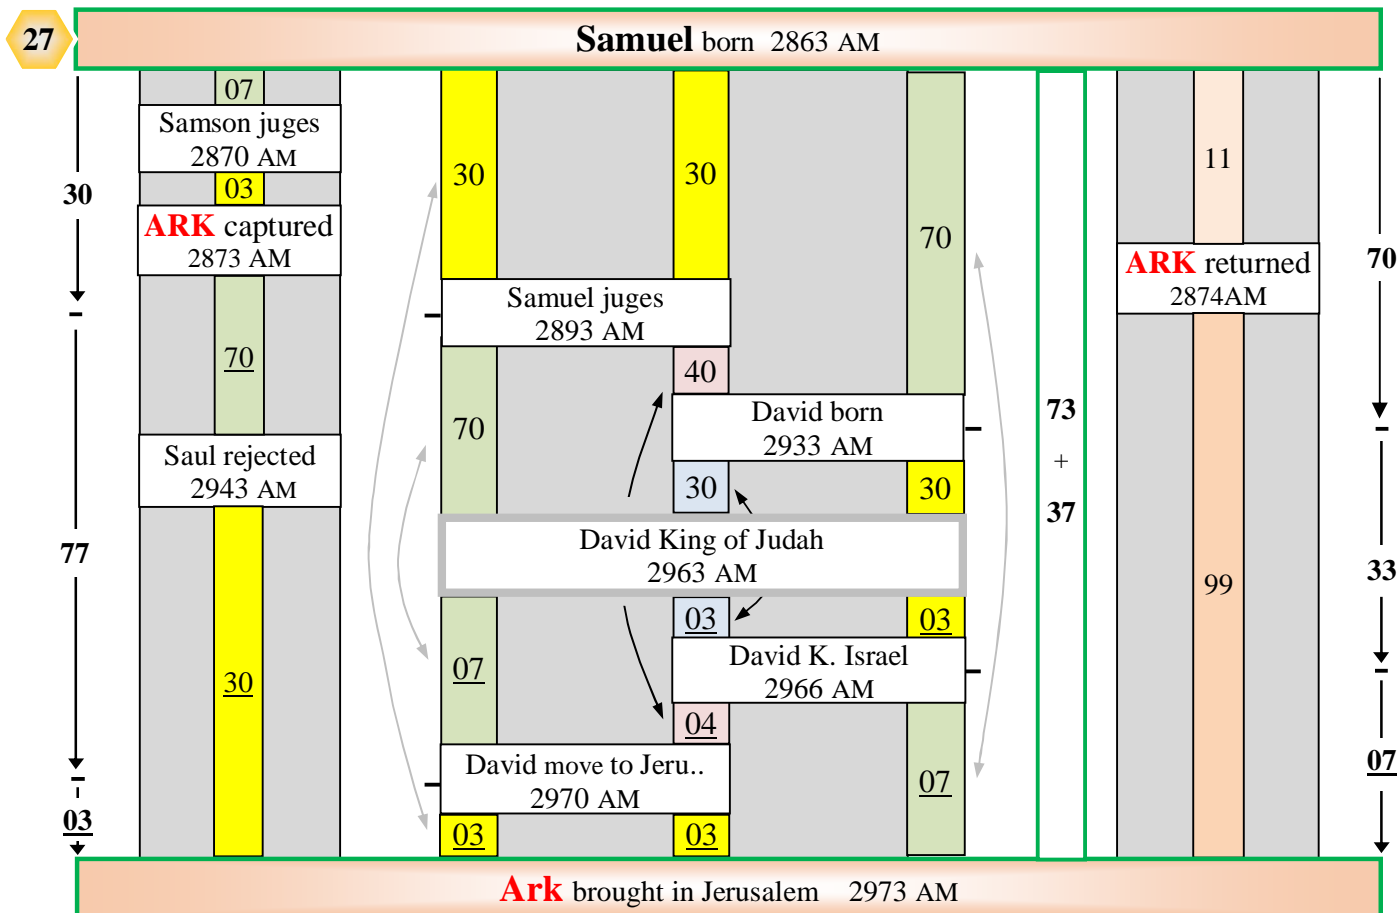 27
Samuel born 2863 AM
07
Samson juges
2870 AM
03
ARK captured
2873 AM
70
Saul rejected
2943 AM
30
30
77
03
30
30
70
Samuel juges
2893 AM
40
70
David born
2933 AM
30
30
David King of Judah
2963 AM
03
03
07
David K. Israel
2966 AM
04
David move to Jeru..
2970 AM
07
03
03
73
+
37
11
ARK returned
2874AM
99
70
33
07
Ark brought in Jerusalem 2973 AM